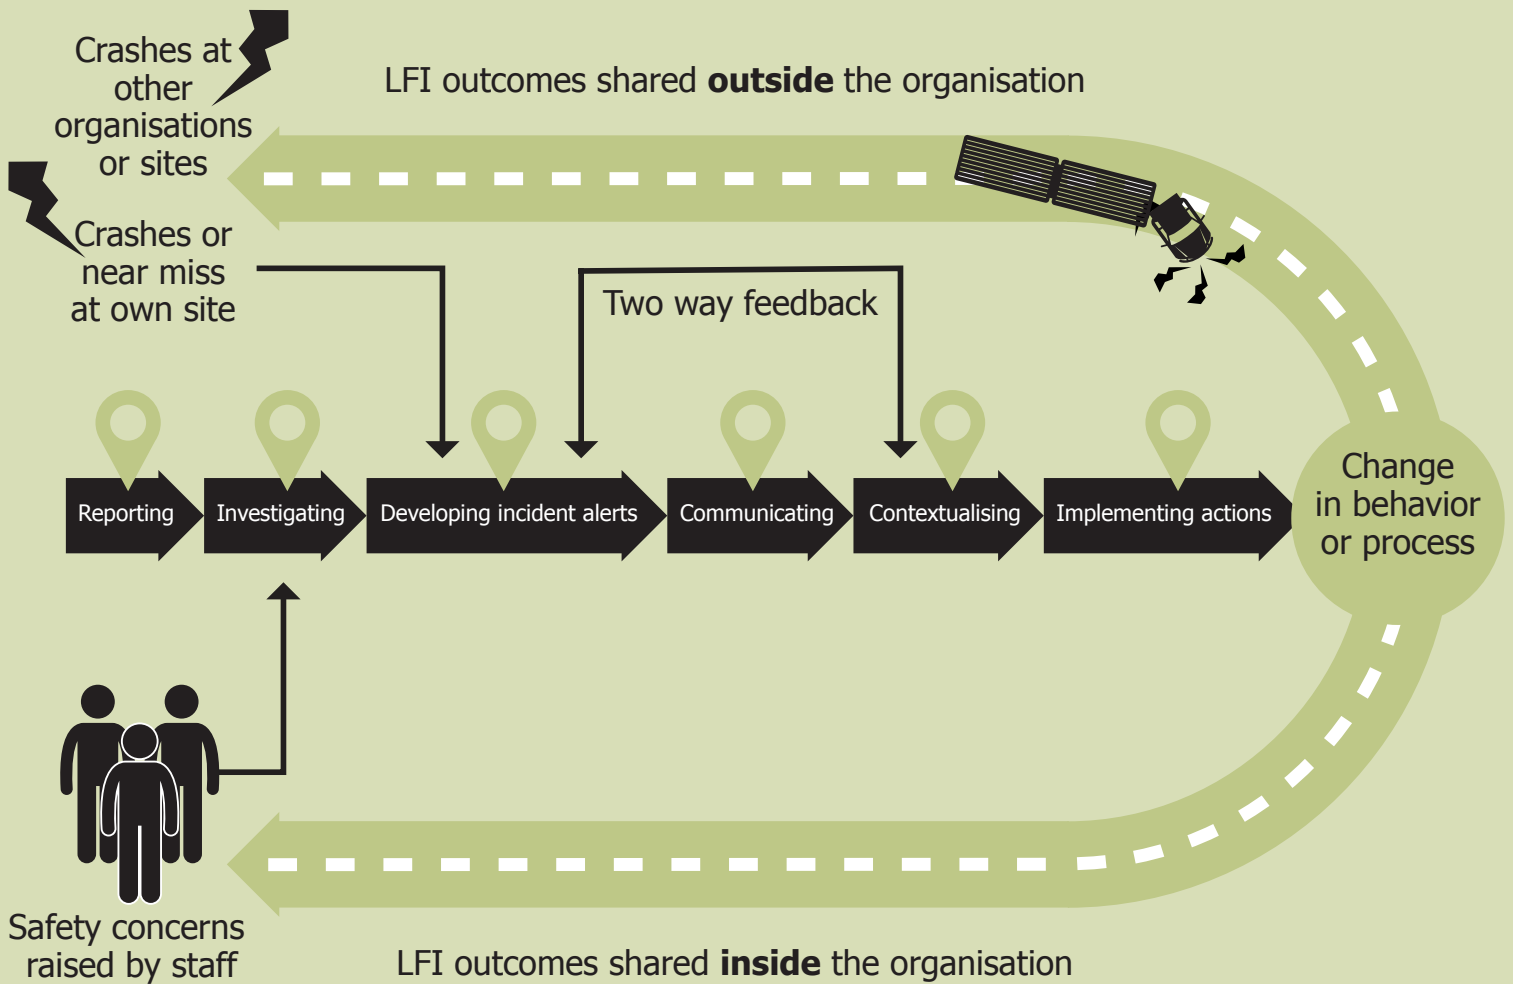 Crashes at
other
organisations
or sites
LFI outcomes shared outside the organisation
Crashes or
near miss
at own site
Two way feedback
Reporting
Investigating
Developing incident alerts
Communicating
Contextualising
Implementing actions
Change
in behavior
or process
Safety concerns
raised by staff
LFI outcomes shared inside the organisation